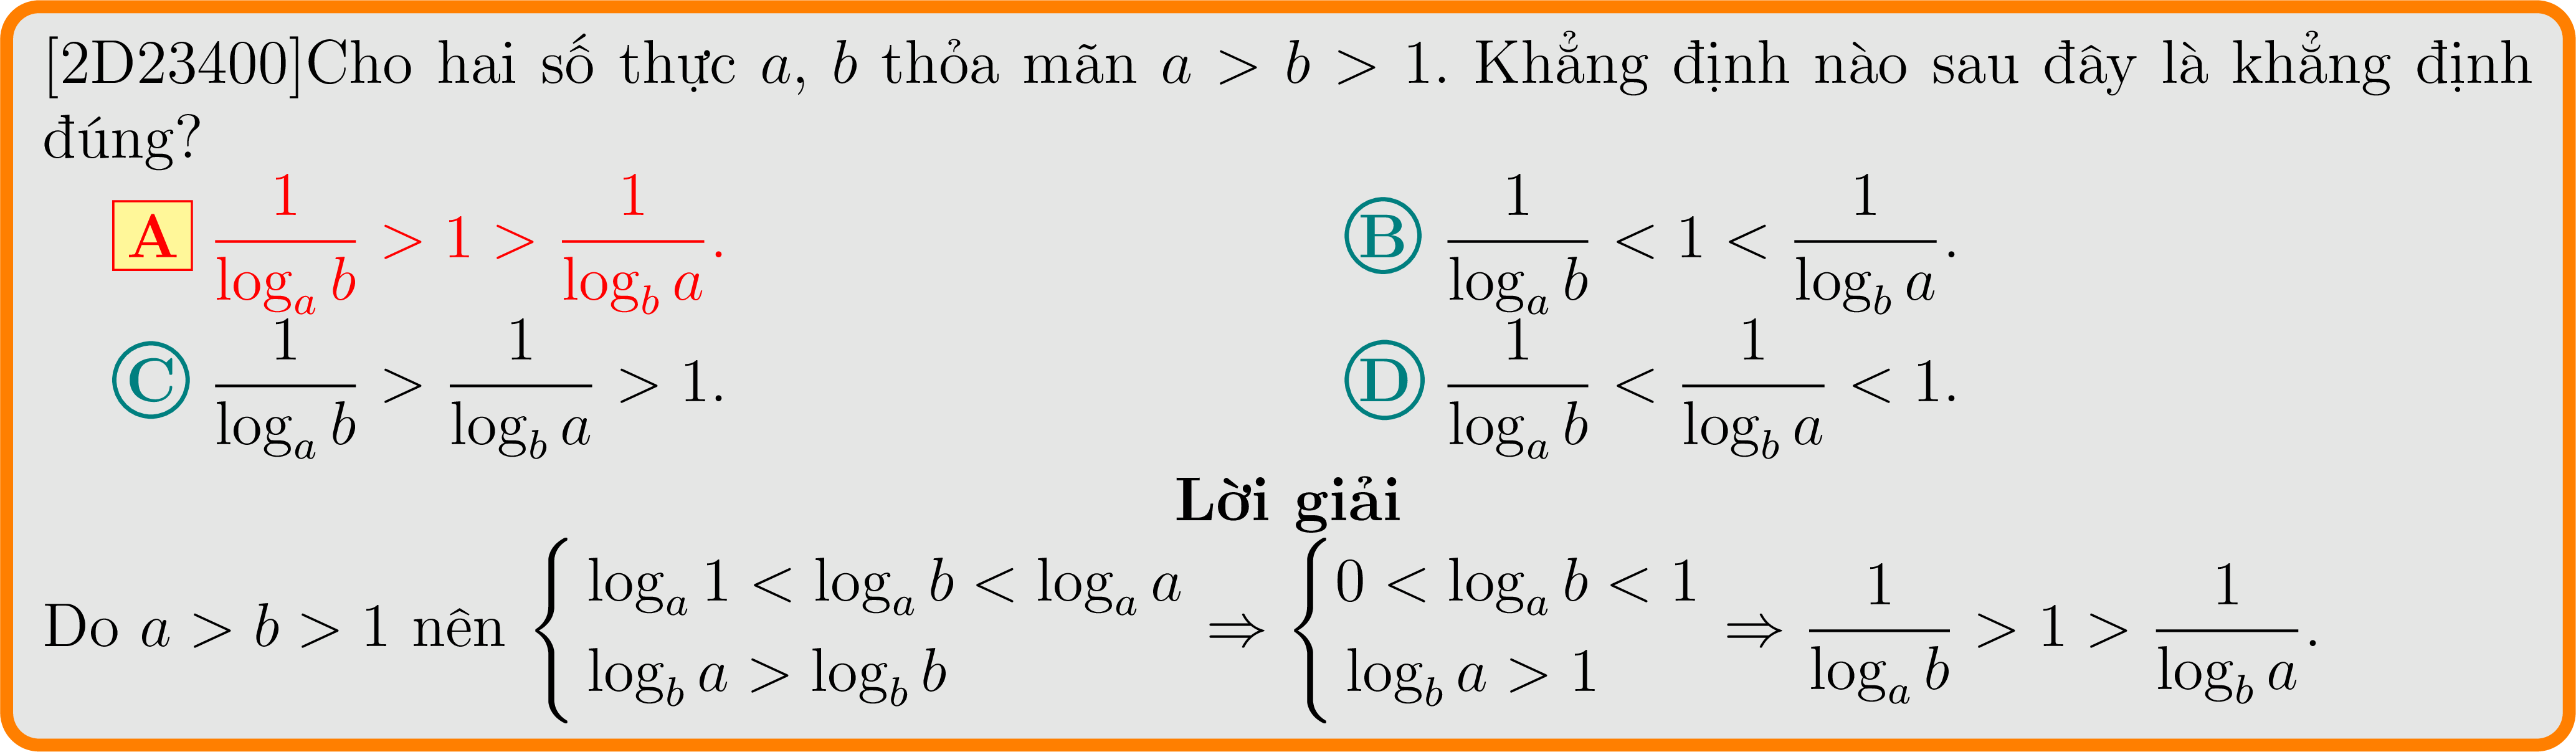 [2D23400]Cho hai số thực a, b thỏa mãn a > b > 1. Khẳng định nào sau đây là khẳng định
đúng?
A $\frac{1}{\log_a b} > 1 > \frac{1}{\log_b a}$. B $\frac{1}{\log_a b} < 1 < \frac{1}{\log_b a}$.
C $\frac{1}{\log_a b} > \frac{1}{\log_b a} > 1$. D $\frac{1}{\log_a b} < \frac{1}{\log_b a} < 1$.
Lời giải
Do a > b > 1 nên $\begin{cases} \log_a 1 < \log_a b < \log_a a \\ \log_b a > \log_b b \end{cases} \Rightarrow \begin{cases} 0 < \log_a b < 1 \\ \log_b a > 1 \end{cases} \Rightarrow \frac{1}{\log_a b} > 1 > \frac{1}{\log_b a}$.